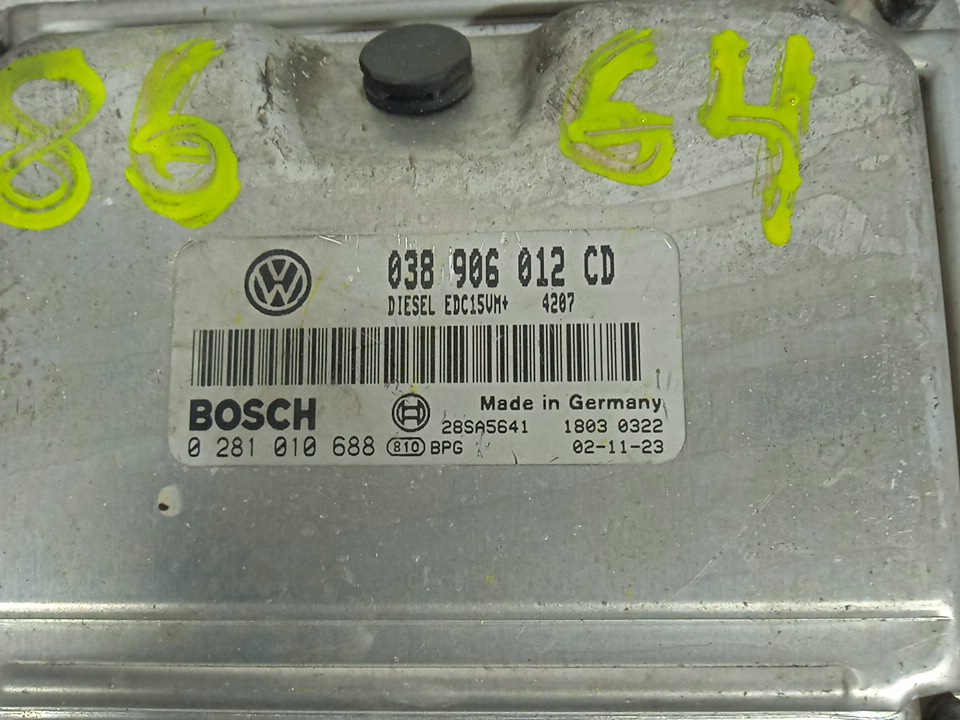 86 64
VW
038 906 012 CD
DIESEL EDC15VM+ 4207
BOSCH
Made in Germany
28SA5641 1803 0322
0 281 010 688 810 BPG 02-11-23